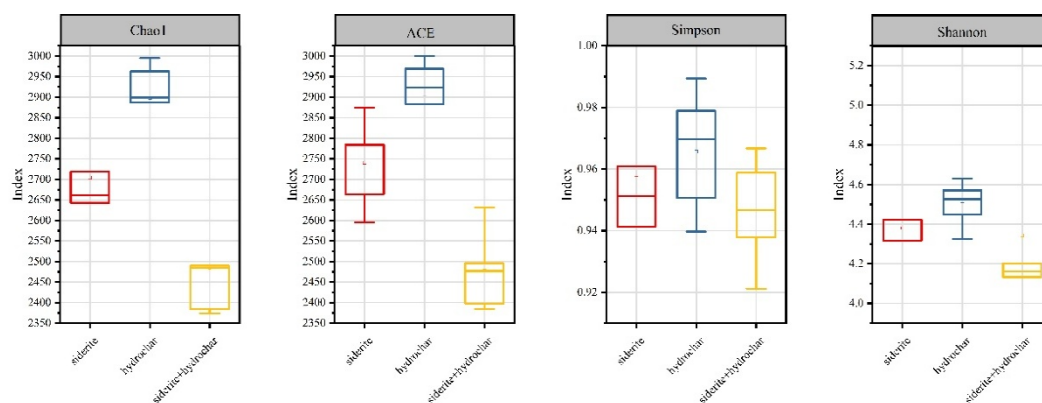 Chao1
3000
2950
2900
2850
2800
2750
2700
2650
2600
2550
2500
2450
2400
2350
Index
siderite
hydrochar
siderite+hydrochar
ACE
3000
2950
2900
2850
2800
2750
2700
2650
2600
2550
2500
2450
2400
2350
Index
siderite
hydrochar
siderite+hydrochar
Simpson
1.00
0.98
0.96
0.94
0.92
Index
siderite
hydrochar
siderite+hydrochar
Shannon
5.2
5.0
4.8
4.6
4.4
4.2
4.0
Index
siderite
hydrochar
siderite+hydrochar